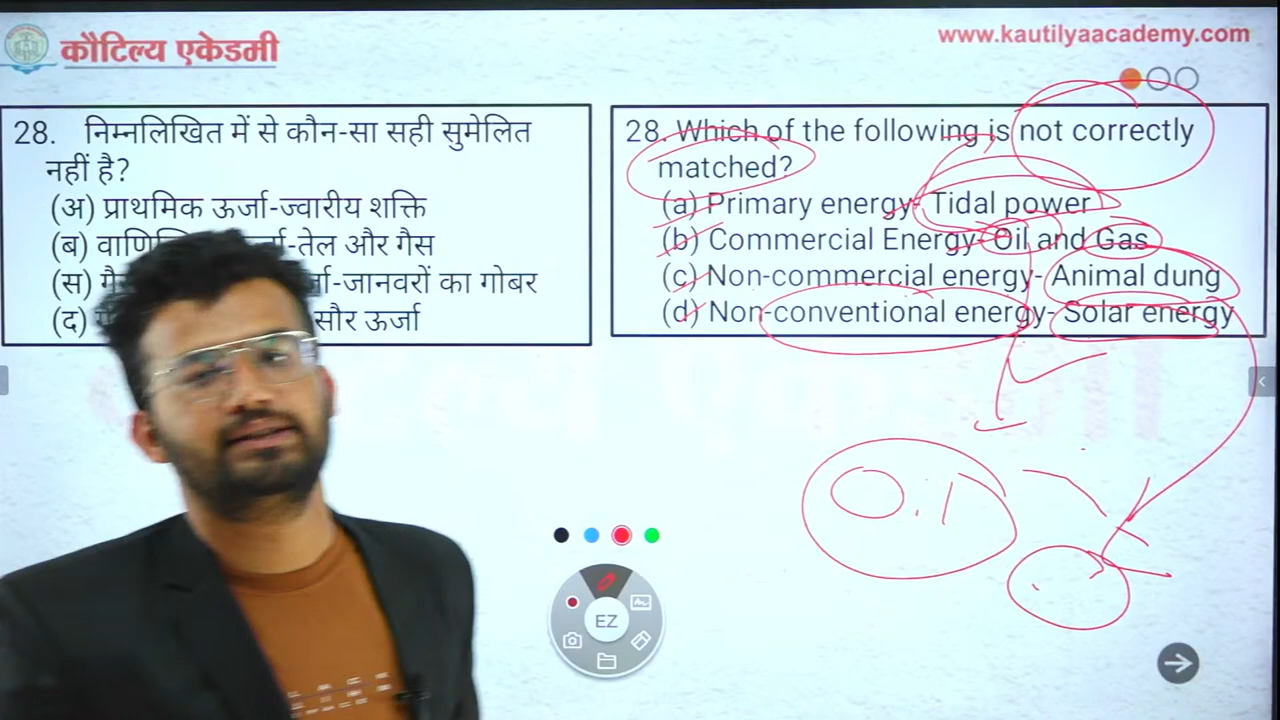 कौटिल्य एकेडमी
www.kautilyaacademy.com
28. निम्नलिखित में से कौन-सा सही सुमेलित
नहीं है?
(अ) प्राथमिक ऊर्जा-ज्वारीय शक्ति
(ब) -तेल और गैस
(स) -जानवरों का गोबर
(द) सौर ऊर्जा
28. Which of the following is not correctly
matched?
(a) Primary energy- Tidal power
(b) Commercial Energy- Oil and Gas
(c) Non-commercial energy- Animal dung
(d) Non-conventional energy- Solar energy
0.1
EZ